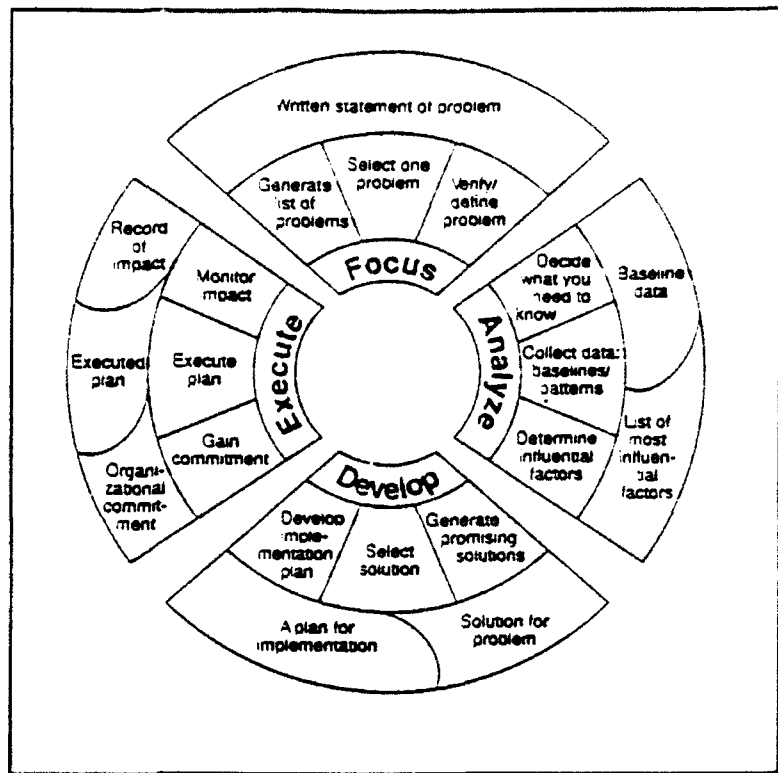 Written statement of problem
Generate
list of
problems
Select one
problem
Verify/
define
problem
Focus
Decide
what you
need to
know
Collect data:
baselines/
patterns
Determine
influential
factors
Analyze
Baseline
data
List of
most
influen-
tial
factors
Develop
Generate
promising
solutions
Select
solution
Develop
imple-
mentation
plan
Solution for
problem
A plan for
implementation
Execute
Gain
commitment
Execute
plan
Monitor
impact
Organi-
zational
commit-
ment
Executed
plan
Record
of
impact